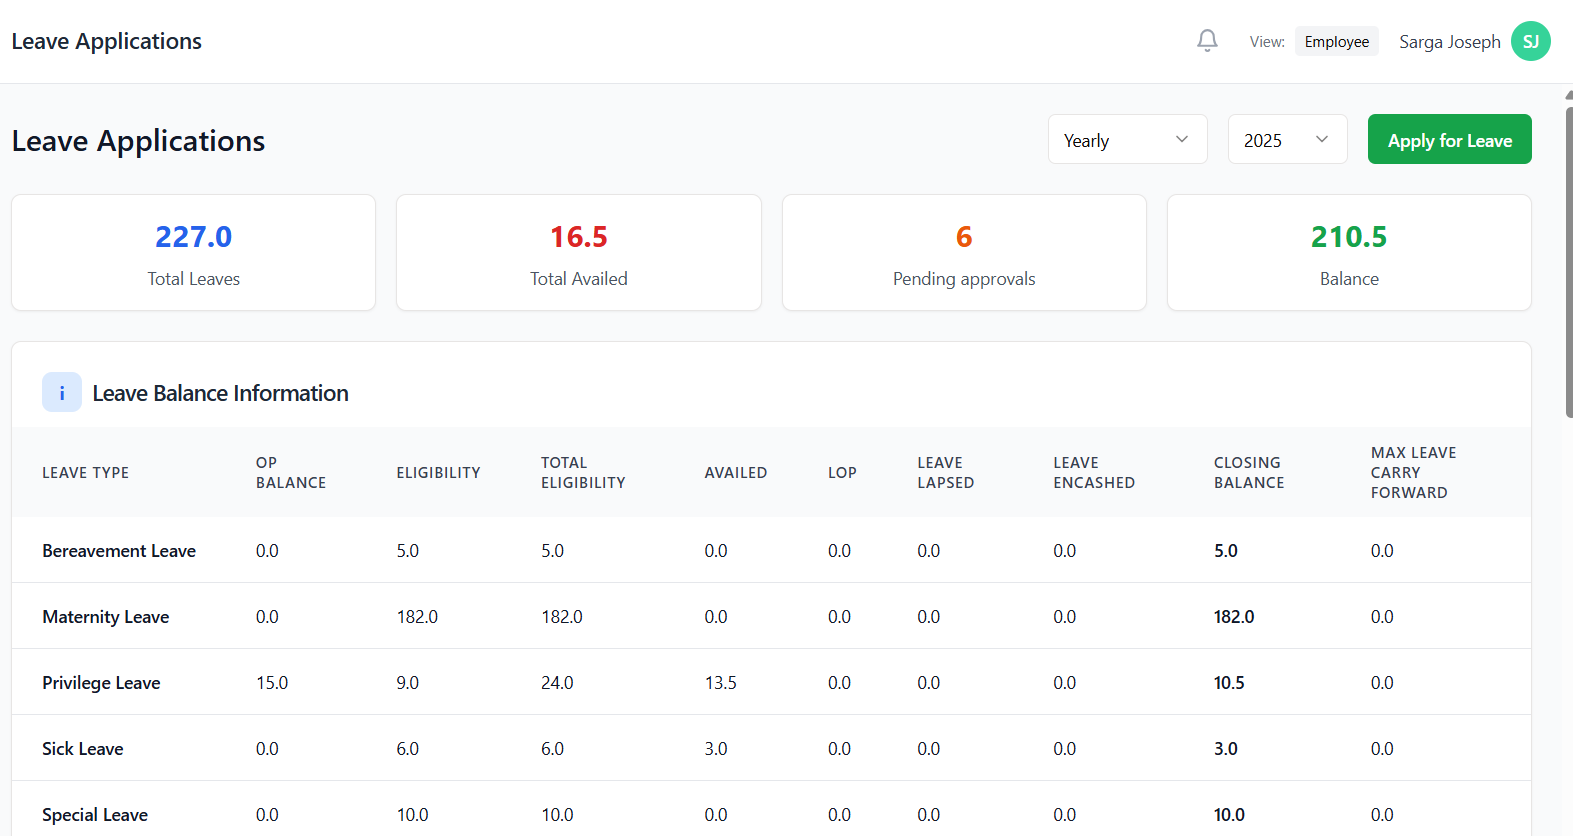 Leave Applications
View: Employee Sarga Joseph SJ
Leave Applications
Yearly 2025 Apply for Leave
227.0 16.5 6 210.5
Total Leaves Total Availed Pending approvals Balance
i Leave Balance Information
LEAVE TYPE OP BALANCE ELIGIBILITY TOTAL ELIGIBILITY AVAILED LOP LEAVE LAPSED LEAVE ENCASHED CLOSING BALANCE MAX LEAVE CARRY FORWARD
Bereavement Leave 0.0 5.0 5.0 0.0 0.0 0.0 0.0 5.0 0.0
Maternity Leave 0.0 182.0 182.0 0.0 0.0 0.0 0.0 182.0 0.0
Privilege Leave 15.0 9.0 24.0 13.5 0.0 0.0 0.0 10.5 0.0
Sick Leave 0.0 6.0 6.0 3.0 0.0 0.0 0.0 3.0 0.0
Special Leave 0.0 10.0 10.0 0.0 0.0 0.0 0.0 10.0 0.0